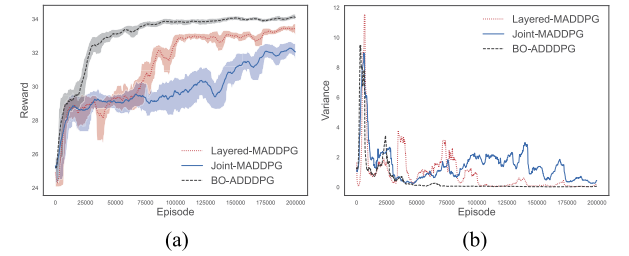 34
32
30
28
26
24
Reward
0 25000 50000 75000 100000 125000 150000 175000 200000
Episode
Layered-MADDPG
Joint-MADDPG
BO-ADDDPG
(a)
12
10
8
6
4
2
0
Variance
0 25000 50000 75000 100000 125000 150000 175000 200000
Episode
Layered-MADDPG
Joint-MADDPG
BO-ADDDPG
(b)